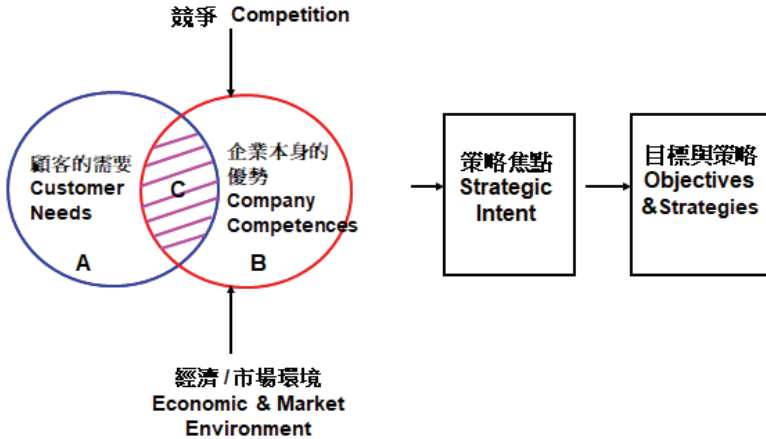 競爭 Competition
顧客的需要
Customer
Needs
A
C
企業本身的
優勢
Company
Competences
B
策略焦點
Strategic
Intent
目標與策略
Objectives
&Strategies
經濟 / 市場環境
Economic & Market
Environment